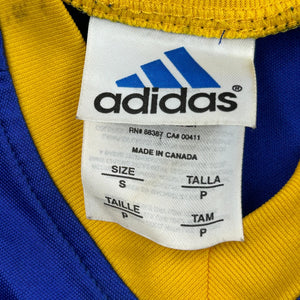 adidas®
RN# 88387 CA# 00411
MADE IN CANADA
SIZE TALLA
S P
TAILLE TAM
P P